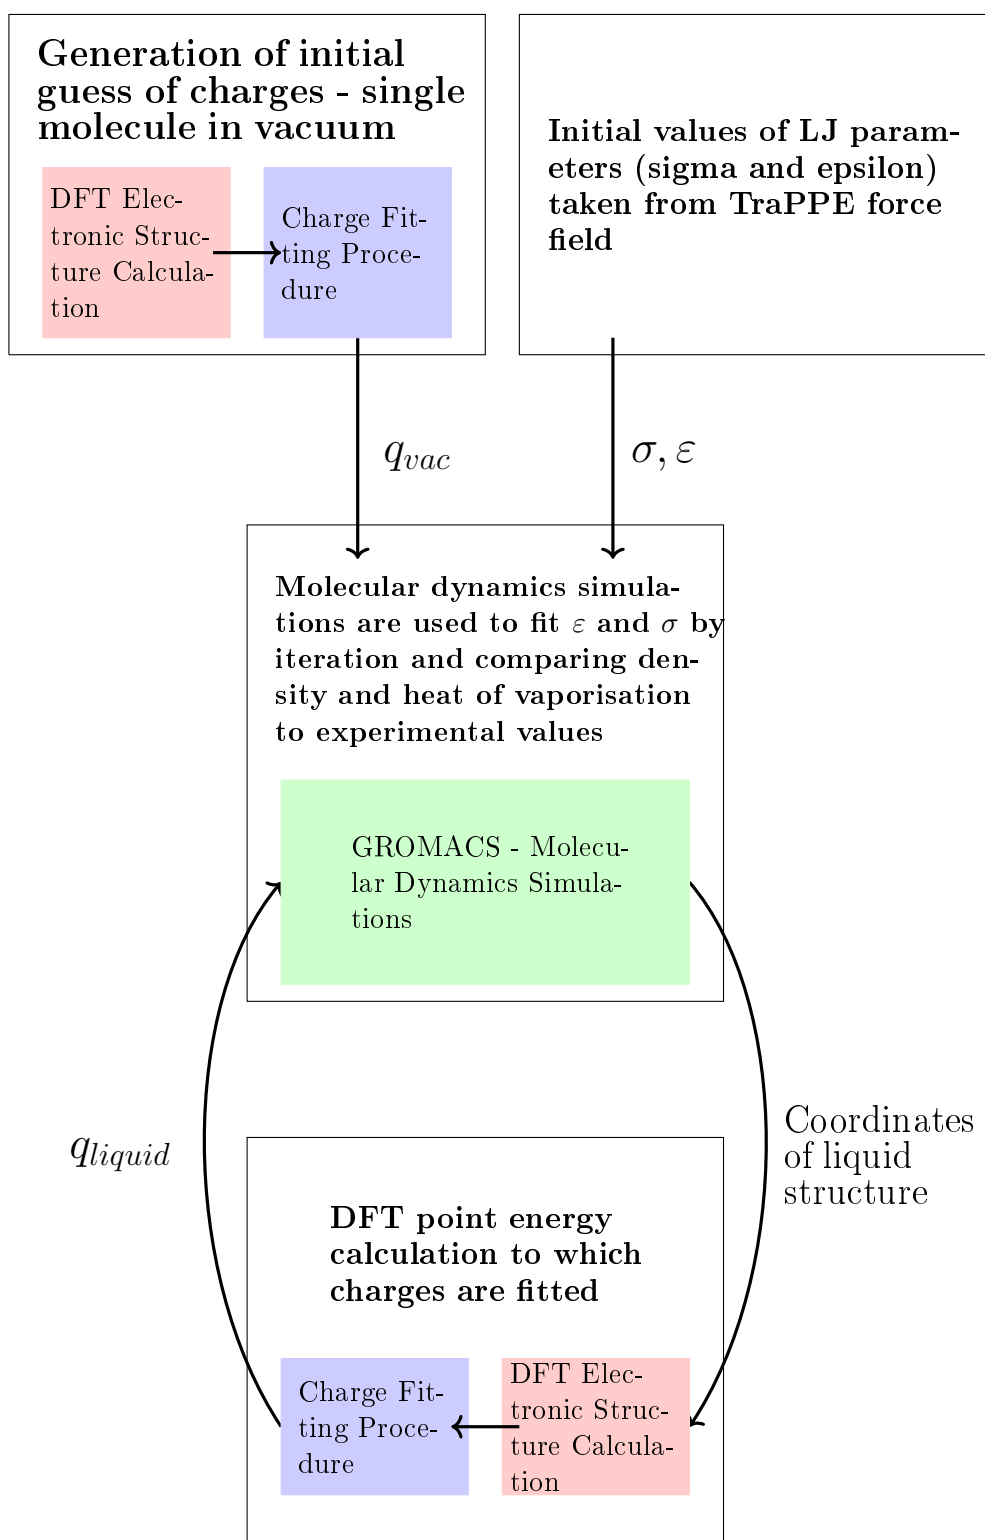 Generation of initial
guess of charges - single
molecule in vacuum
DFT Elec-
tronic Struc-
ture Calcula-
tion
Charge Fit-
ting Proce-
dure
Initial values of LJ param-
eters (sigma and epsilon)
taken from TraPPE force
field
q_{vac}
σ, ε
Molecular dynamics simula-
tions are used to fit ε and σ by
iteration and comparing den-
sity and heat of vaporisation
to experimental values
GROMACS - Molecu-
lar Dynamics Simula-
tions
q_{liquid}
Coordinates
of liquid
structure
DFT point energy
calculation to which
charges are fitted
Charge Fit-
ting Proce-
dure
DFT Elec-
tronic Struc-
ture Calcula-
tion